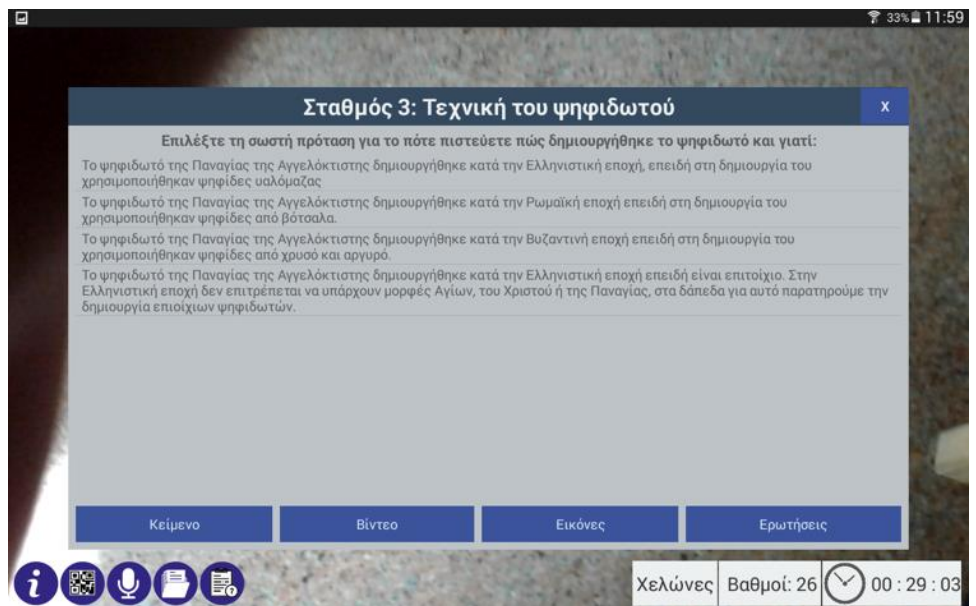 33% 11:59
Σταθμός 3: Τεχνική του ψηφιδωτού
X
Επιλέξτε τη σωστή πρόταση για το πότε πιστεύετε πώς δημιουργήθηκε το ψηφιδωτό και γιατί:
Το ψηφιδωτό της Παναγίας της Αγγελόκτιστης δημιουργήθηκε κατά την Ελληνιστική εποχή, επειδή στη δημιουργία του
χρησιμοποιήθηκαν ψηφίδες υαλόμαζας
Το ψηφιδωτό της Παναγίας της Αγγελόκτιστης δημιουργήθηκε κατά την Ρωμαϊκή εποχή επειδή στη δημιουργία του
χρησιμοποιήθηκαν ψηφίδες από βότσαλα.
Το ψηφιδωτό της Παναγίας της Αγγελόκτιστης δημιουργήθηκε κατά την Βυζαντινή εποχή επειδή στη δημιουργία του
χρησιμοποιήθηκαν ψηφίδες από χρυσό και αργυρό.
Το ψηφιδωτό της Παναγίας της Αγγελόκτιστης δημιουργήθηκε κατά την Ελληνιστική εποχή επειδή είναι επιτοίχιο. Στην
Ελληνιστική εποχή δεν επιτρέπεται να υπάρχουν μορφές Αγίων, του Χριστού ή της Παναγίας, στα δάπεδα για αυτό παρατηρούμε την
δημιουργία επιοίχιων ψηφιδωτών.
Κείμενο Βίντεο Εικόνες Ερωτήσεις
Χελώνες Βαθμοί: 26 00 : 29 : 03